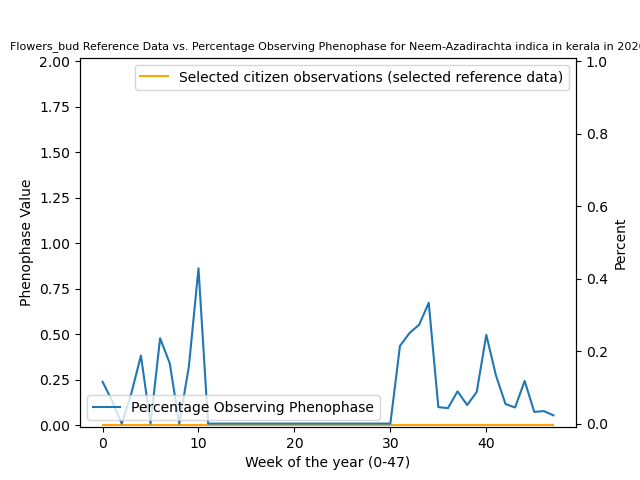 Flowers_bud Reference Data vs. Percentage Observing Phenophase for Neem-Azadirachta indica in kerala in 2020
Selected citizen observations (selected reference data)
Percentage Observing Phenophase
Phenophase Value
2.00
1.75
1.50
1.25
1.00
0.75
0.50
0.25
0.00
Percent
1.0
0.8
0.6
0.4
0.2
0.0
0 10 20 30 40
Week of the year (0-47)